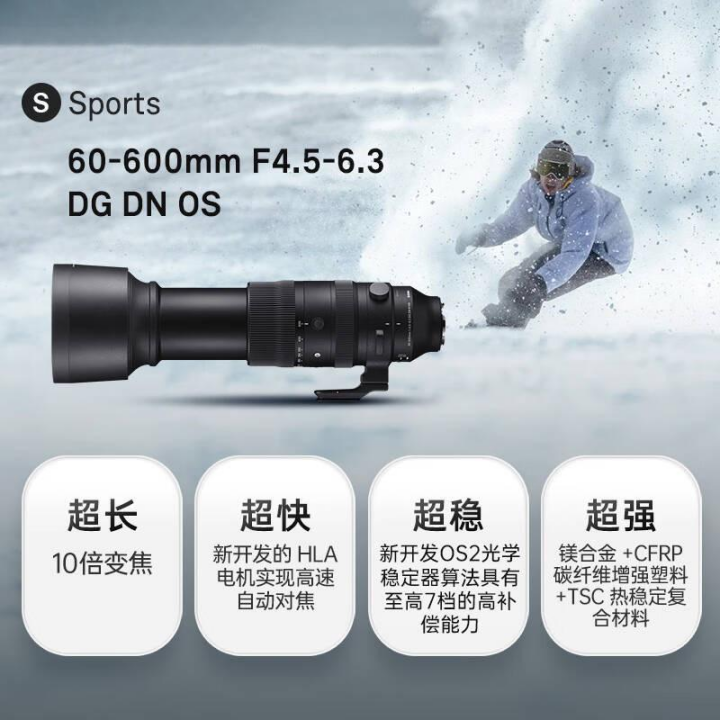 S Sports
60-600mm F4.5-6.3
DG DN OS
超长
10倍变焦
超快
新开发的 HLA
电机实现高速
自动对焦
超稳
新开发OS2光学
稳定器算法具有
至高7档的高补
偿能力
超强
镁合金 +CFRP
碳纤维增强塑料
+TSC 热稳定复
合材料